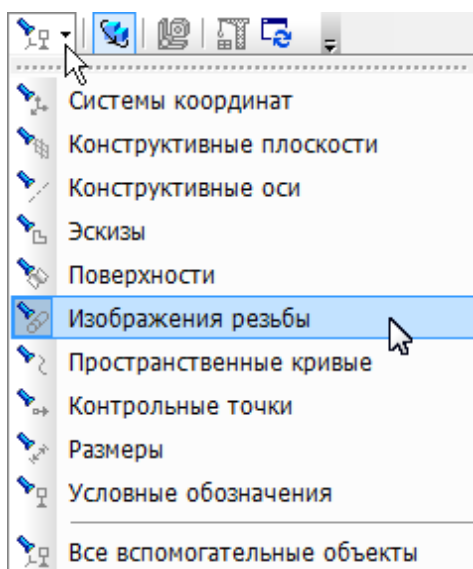 Системы координат
Конструктивные плоскости
Конструктивные оси
Эскизы
Поверхности
Изображения резьбы
Пространственные кривые
Контрольные точки
Размеры
Условные обозначения
Все вспомогательные объекты